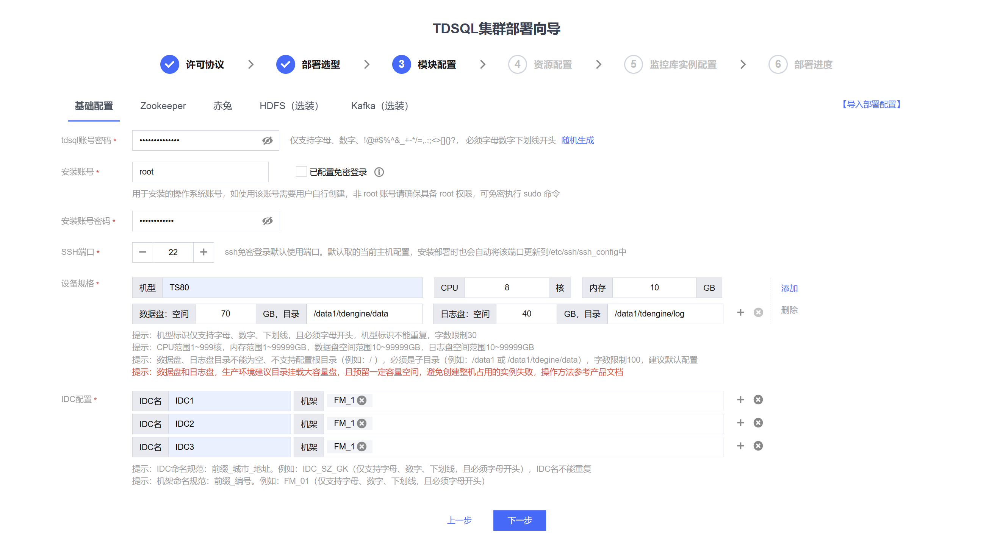 TDSQL集群部署向导
许可协议 > 部署选型 > 3 模块配置 > 4 资源配置 > 5 监控库实例配置 > 6 部署进度
基础配置 Zookeeper 赤兔 HDFS（选装） Kafka（选装） 【导入部署配置】
tdsql账号密码* •••••••••••••• 仅支持字母、数字、!@#$%^&_+-*/=,.:;<>[]{}?， 必须字母数字下划线开头 随机生成
安装账号* root 已配置免密登录
用于安装的操作系统账号，如使用该账号需要用户自行创建，非 root 账号请确保具备 root 权限，可免密执行 sudo 命令
安装账号密码* ••••••••••••
SSH端口* − 22 + ssh免密登录默认使用端口。默认取的当前主机配置，安装部署时也会自动将该端口更新到/etc/ssh/ssh_config中
设备规格* 机型 TS80 CPU 8 核 内存 10 GB 添加
数据盘：空间 70 GB，目录 /data1/tdengine/data 日志盘：空间 40 GB，目录 /data1/tdengine/log + 删除
提示：机型标识仅支持字母、数字、下划线，且必须字母开头，机型标识不能重复，字数限制30
提示：CPU范围1~999核，内存范围1~99999GB，数据盘空间范围10~99999GB，日志盘空间范围10~99999GB
提示：数据盘、日志盘目录不能为空、不支持配置根目录（例如：/ ），必须是子目录（例如：/data1 或 /data1/tdegine/data），字数限制100，建议默认配置
提示：数据盘和日志盘，生产环境建议目录挂载大容量盘，且预留一定容量空间，避免创建整机占用的实例失败，操作方法参考产品文档
IDC配置* IDC名 IDC1 机架 FM_1 +
IDC名 IDC2 机架 FM_1 +
IDC名 IDC3 机架 FM_1 +
提示：IDC命名规范：前缀_城市_地址。例如：IDC_SZ_GK（仅支持字母、数字、下划线，且必须字母开头），IDC名不能重复
提示：机架命名规范：前缀_编号。例如：FM_01（仅支持字母、数字、下划线，且必须字母开头）
上一步 下一步